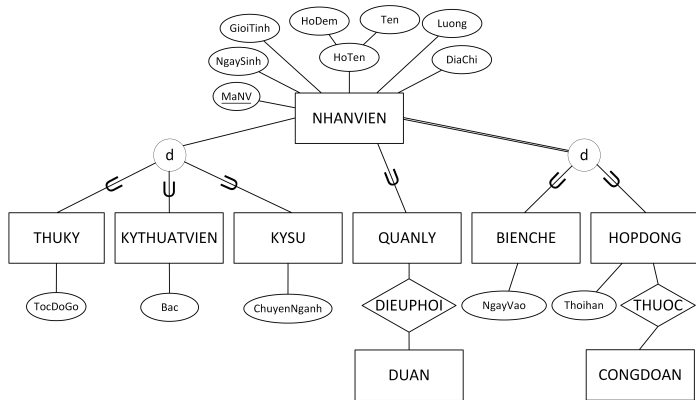 HoDem
Ten
GioiTinh
Luong
HoTen
NgaySinh
DiaChi
MaNV
NHANVIEN
d
d
THUKY
KYTHUATVIEN
KYSU
QUANLY
BIENCHE
HOPDONG
TocDoGo
Bac
ChuyenNganh
DIEUPHOI
NgayVao
Thoihan
THUOC
DUAN
CONGDOAN